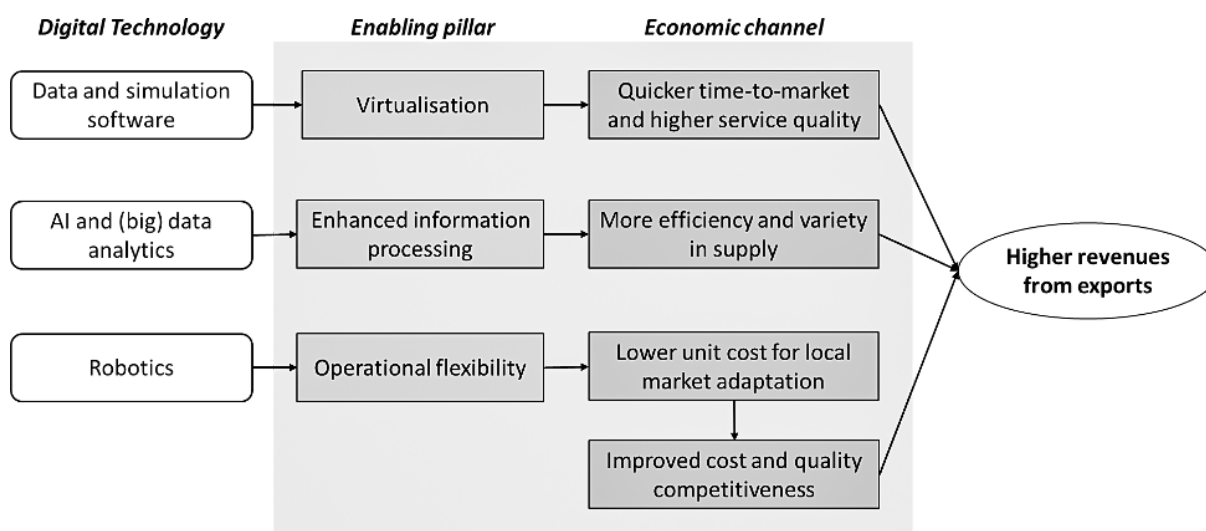 Digital Technology
Enabling pillar
Economic channel
Data and simulation
software
Virtualisation
Quicker time-to-market
and higher service quality
AI and (big) data
analytics
Enhanced information
processing
More efficiency and variety
in supply
Higher revenues
from exports
Robotics
Operational flexibility
Lower unit cost for local
market adaptation
Improved cost and quality
competitiveness